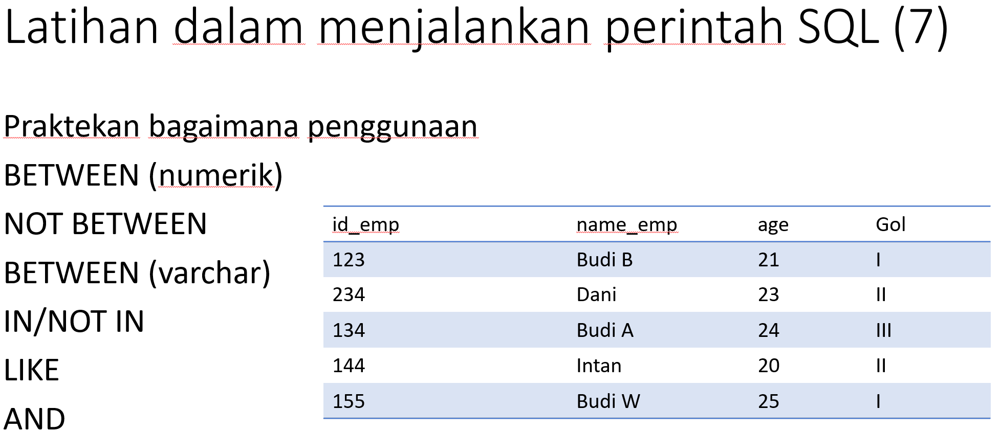 Latihan dalam menjalankan perintah SQL (7)
Praktekan bagaimana penggunaan
BETWEEN (numerik)
NOT BETWEEN
BETWEEN (varchar)
IN/NOT IN
LIKE
AND
id_emp name_emp age Gol
123 Budi B 21 I
234 Dani 23 II
134 Budi A 24 III
144 Intan 20 II
155 Budi W 25 I